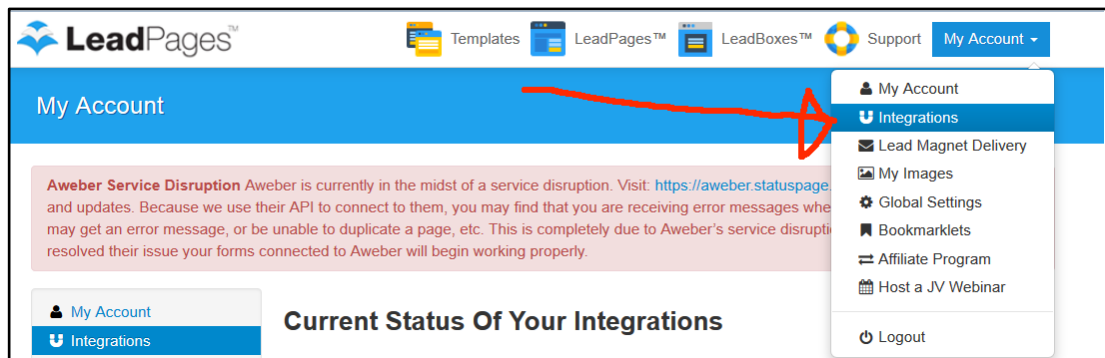 LeadPages™
Templates LeadPages™ LeadBoxes™ Support My Account
My Account
My Account
Integrations
Lead Magnet Delivery
My Images
Global Settings
Bookmarklets
Affiliate Program
Host a JV Webinar
Logout
Aweber Service Disruption Aweber is currently in the midst of a service disruption. Visit: https://aweber.statuspage.
and updates. Because we use their API to connect to them, you may find that you are receiving error messages whe
may get an error message, or be unable to duplicate a page, etc. This is completely due to Aweber's service disrupti
resolved their issue your forms connected to Aweber will begin working properly.
My Account
Integrations
Current Status Of Your Integrations